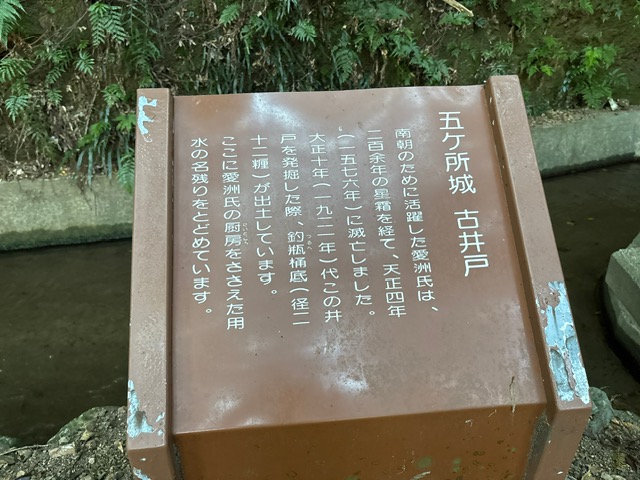 五ケ所城 古井戸
南朝のために活躍した愛洲氏は、
二百余年の星霜を経て、天正四年
(一五七六年)に滅亡しました。
大正十年(一九二一年)代この井
戸を発掘した際、釣瓶桶底(径二
つるべ
十二糎)が出土しています。
ここに愛洲氏の厨房をささえた用
水の名残りをとどめています。